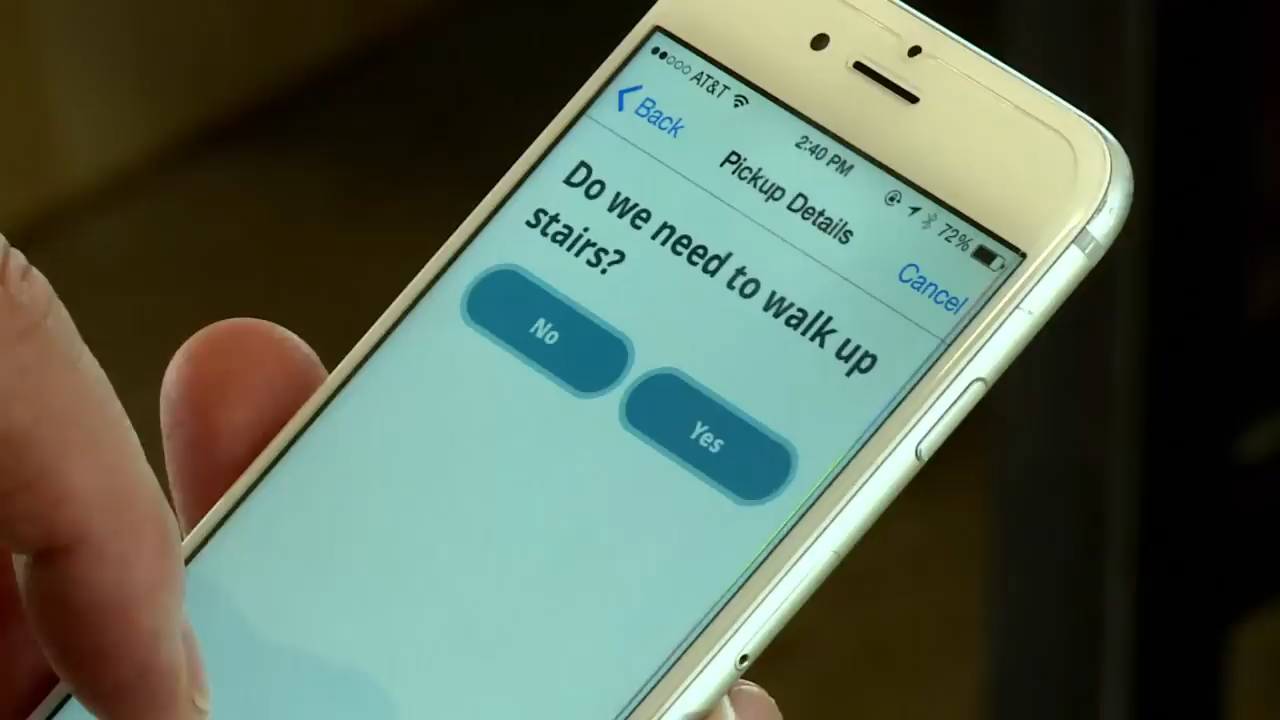 AT&T 2:40 PM 72%
Back Pickup Details Cancel
Do we need to walk up
stairs?
No Yes